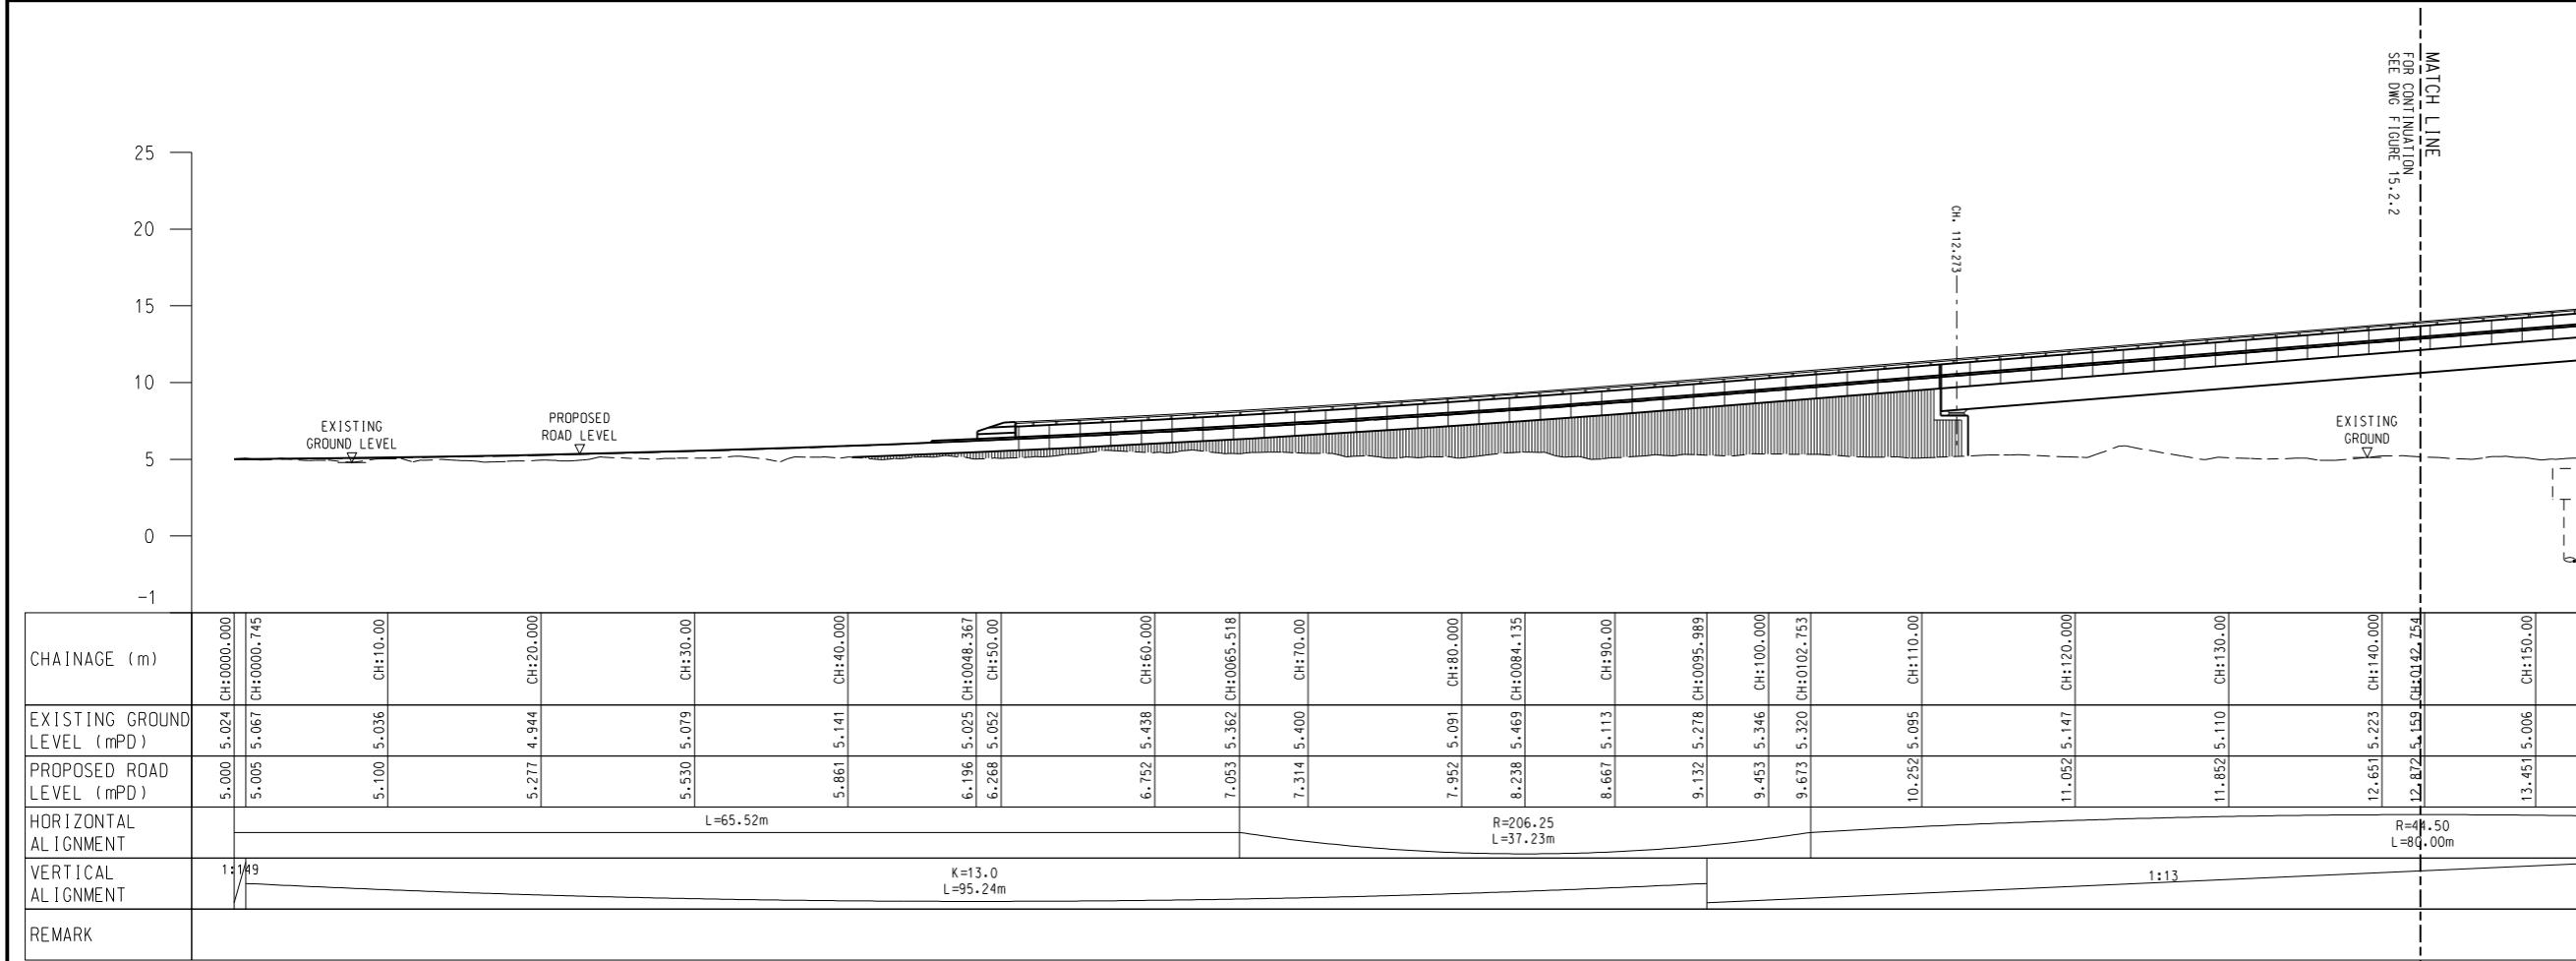 MATCH LINE
FOR CONTINUATION
SEE DWG FIGURE 15.2.2
25
20
15
10
5
0
-1
CH. 112.273
EXISTING
GROUND LEVEL
PROPOSED
ROAD LEVEL
EXISTING
GROUND
CHAINAGE (m)
CH:0000.000
CH:0000.745
CH:10.00
CH:20.000
CH:30.00
CH:40.000
CH:0048.367
CH:50.00
CH:60.000
CH:0065.518
CH:70.00
CH:80.000
CH:0084.135
CH:90.00
CH:0095.989
CH:100.000
CH:0102.753
CH:110.00
CH:120.000
CH:130.00
CH:140.000
CH:0142.754
CH:150.00
EXISTING GROUND
LEVEL (mPD)
5.024
5.067
5.036
4.944
5.079
5.141
5.025
5.052
5.438
5.362
5.400
5.091
5.469
5.113
5.278
5.346
5.320
5.095
5.147
5.110
5.223
5.159
5.006
PROPOSED ROAD
LEVEL (mPD)
5.000
5.005
5.100
5.277
5.530
5.861
6.196
6.268
6.752
7.053
7.314
7.952
8.238
8.667
9.132
9.453
9.673
10.252
11.052
11.852
12.651
12.872
13.451
HORIZONTAL
ALIGNMENT
L=65.52m
R=206.25
L=37.23m
R=44.50
L=80.00m
VERTICAL
ALIGNMENT
1:149
K=13.0
L=95.24m
1:13
REMARK